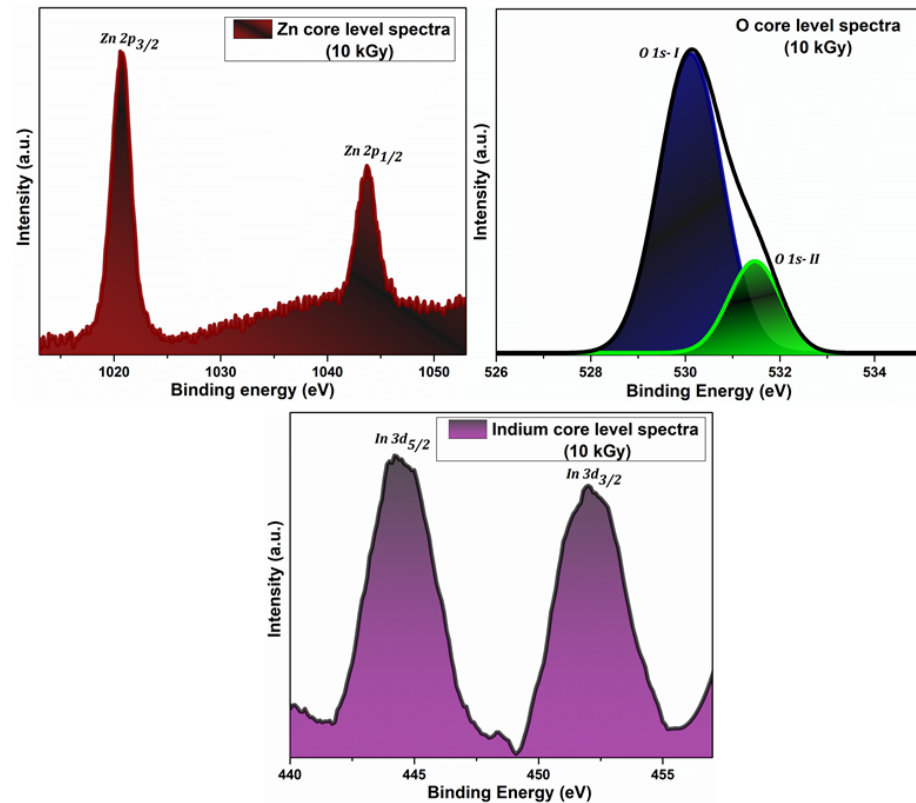 Zn 2p3/2
Zn core level spectra
(10 kGy)
Zn 2p1/2
Intensity (a.u.)
1020
1030
1040
1050
Binding energy (eV)
O core level spectra
(10 kGy)
O 1s- I
O 1s- II
Intensity (a.u.)
526
528
530
532
534
Binding Energy (eV)
Indium core level spectra
(10 kGy)
In 3d5/2
In 3d3/2
Intensity (a.u.)
440
445
450
455
Binding Energy (eV)